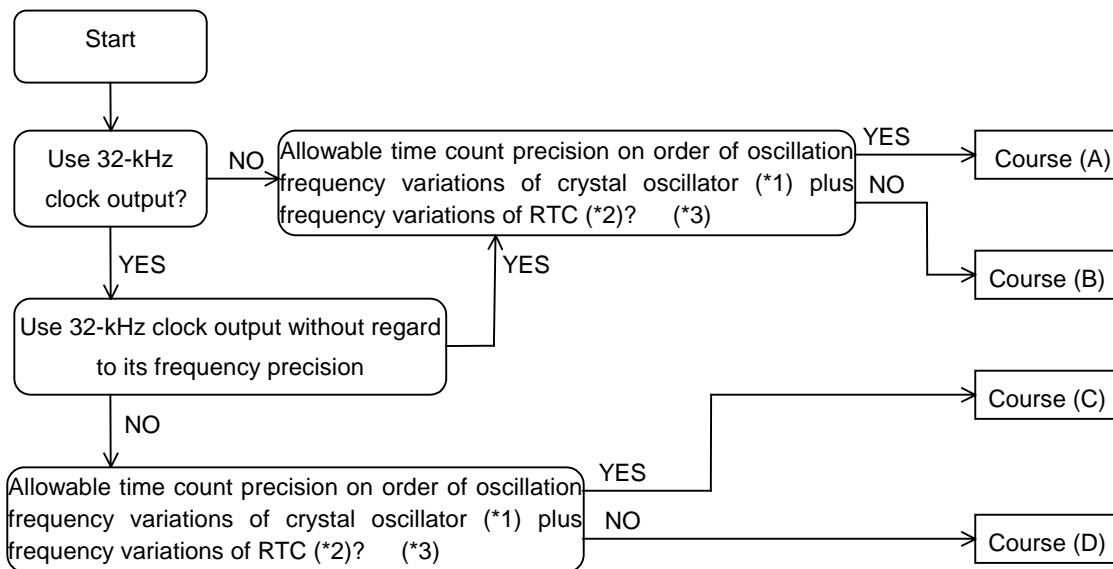 Start
Use 32-kHz
clock output?
NO
Allowable time count precision on order of oscillation
frequency variations of crystal oscillator (*1) plus
frequency variations of RTC (*2)? (*3)
YES
Course (A)
NO
Course (B)
YES
YES
Use 32-kHz clock output without regard
to its frequency precision
NO
Course (C)
Allowable time count precision on order of oscillation
frequency variations of crystal oscillator (*1) plus
frequency variations of RTC (*2)? (*3)
YES
NO
Course (D)